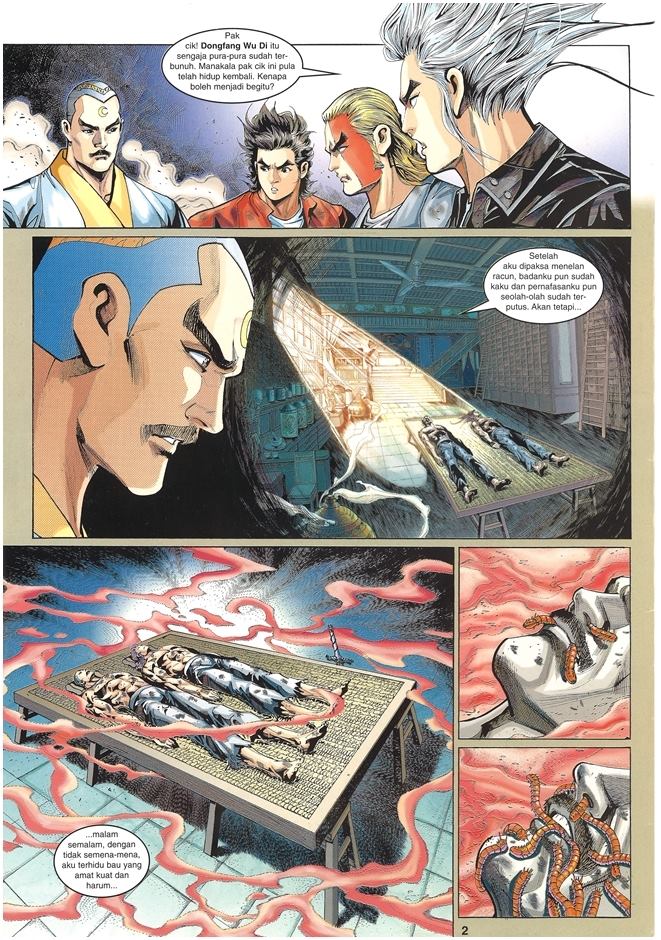 Pak
cik! Dongfang Wu Di itu
sengaja pura-pura sudah ter-
bunuh. Manakala pak cik ini pula
telah hidup kembali. Kenapa
boleh menjadi begitu?
Setelah
aku dipaksa menelan
racun, badanku pun sudah
kaku dan pernafasanku pun
seolah-olah sudah ter-
putus. Akan tetapi...
...malam
semalam, dengan
tidak semena-mena,
aku terhidu bau yang
amat kuat dan
harum...
2